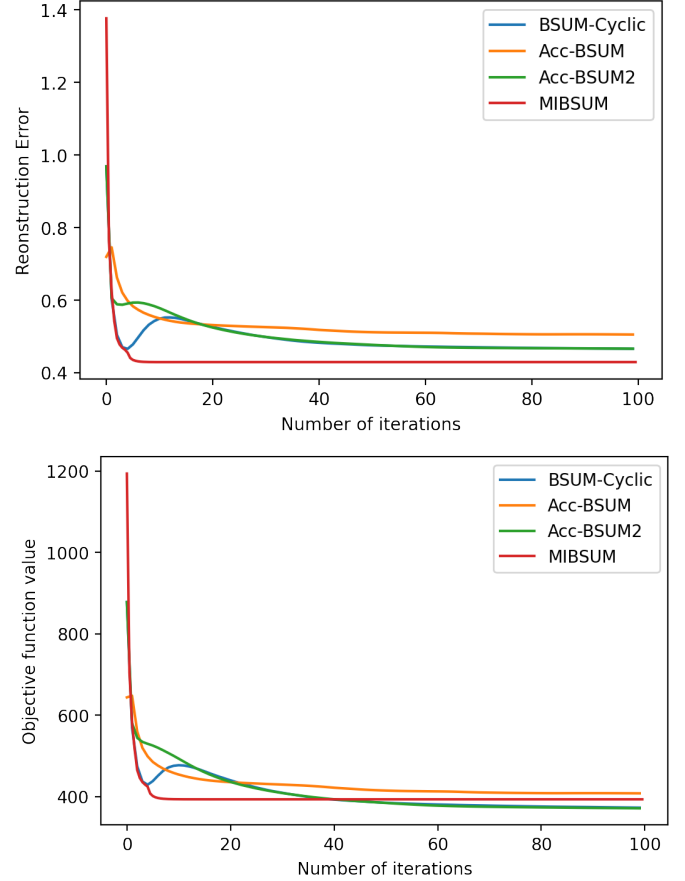 1.4
1.2
1.0
0.8
0.6
0.4
Reonstruction Error
BSUM-Cyclic
Acc-BSUM
Acc-BSUM2
MIBSUM
0 20 40 60 80 100
Number of iterations
1200
1000
800
600
400
Objective function value
BSUM-Cyclic
Acc-BSUM
Acc-BSUM2
MIBSUM
0 20 40 60 80 100
Number of iterations